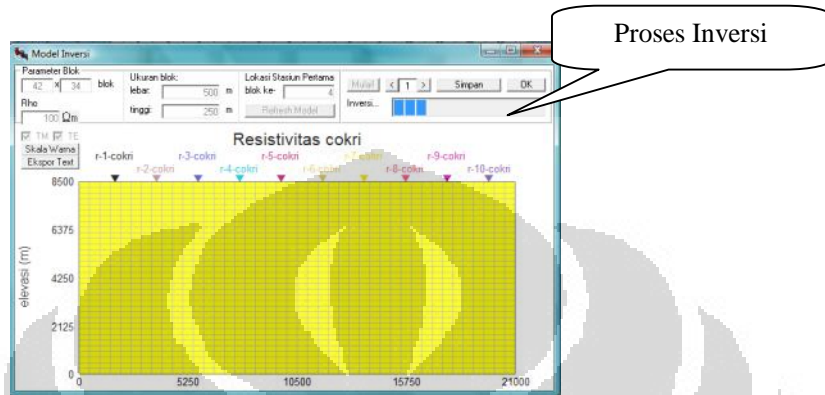 Proses Inversi
Model Inversi
Parameter Blok
42 X 34 blok
Rho
100 Ωm
Ukuran blok:
lebar: 500 m
tinggi: 250 m
Lokasi Stasiun Pertama
blok ke- 4
Refresh Model
Mulai < 1 > Simpan OK
Inversi...
TM TE
Skala Warna
Ekspor Text
Resistivitas cokri
r-1-cokri r-3-cokri r-5-cokri r-7-cokri r-9-cokri
r-2-cokri r-4-cokri r-6-cokri r-8-cokri r-10-cokri
8500
6375
4250
2125
0
elevasi (m)
0 5250 10500 15750 21000